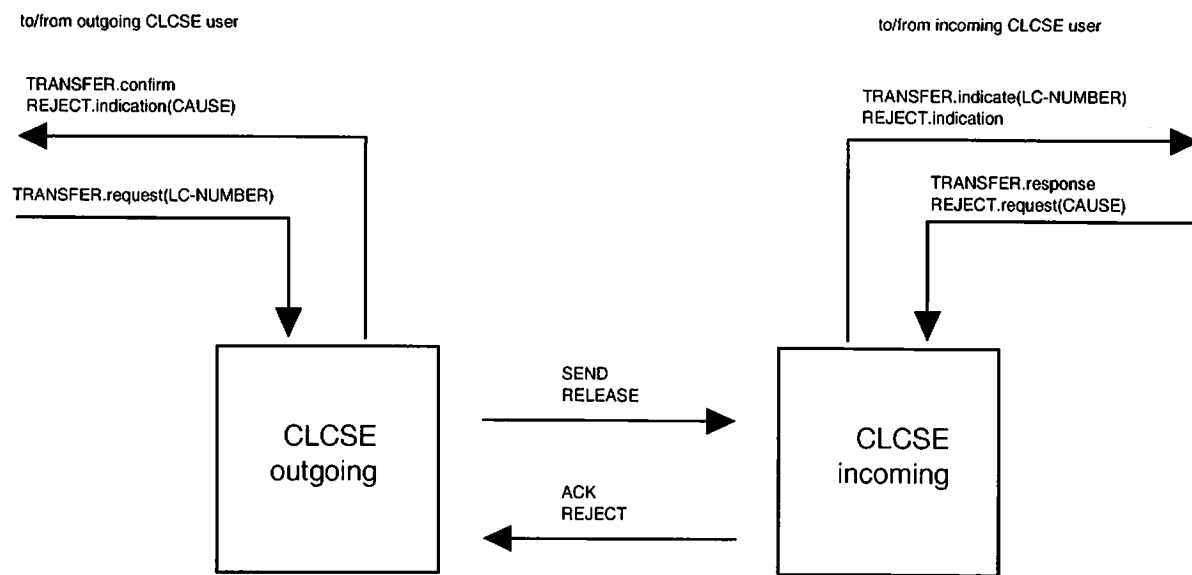 to/from outgoing CLCSE user
to/from incoming CLCSE user
TRANSFER.confirm
REJECT.indication(CAUSE)
TRANSFER.indicate(LC-NUMBER)
REJECT.indication
TRANSFER.request(LC-NUMBER)
TRANSFER.response
REJECT.request(CAUSE)
SEND
RELEASE
CLCSE
outgoing
CLCSE
incoming
ACK
REJECT